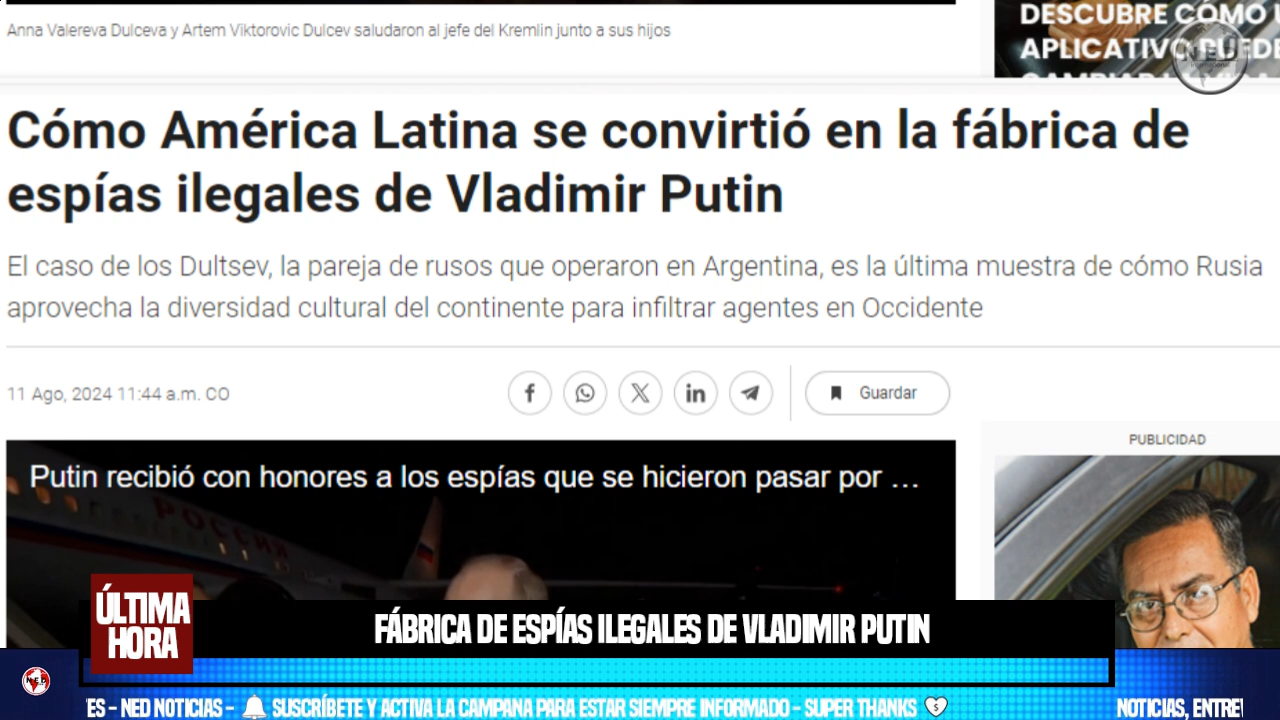 Anna Valereva Dulceva y Artem Viktorovic Dulcev saludaron al jefe del Kremlin junto a sus hijos
DESCUBRE CÓMO
APLICATIVO PUEDE
NED
Cómo América Latina se convirtió en la fábrica de
espías ilegales de Vladimir Putin
El caso de los Dultsev, la pareja de rusos que operaron en Argentina, es la última muestra de cómo Rusia
aprovecha la diversidad cultural del continente para infiltrar agentes en Occidente
11 Ago, 2024 11:44 a.m. CO
Guardar
PUBLICIDAD
Putin recibió con honores a los espías que se hicieron pasar por ...
РОССИЯ
ÚLTIMA
HORA
FÁBRICA DE ESPÍAS ILEGALES DE VLADIMIR PUTIN
NED
ES - NED NOTICIAS - SUSCRÍBETE Y ACTIVA LA CAMPANA PARA ESTAR SIEMPRE INFORMADO - SUPER THANKS
NOTICIAS, ENTRE